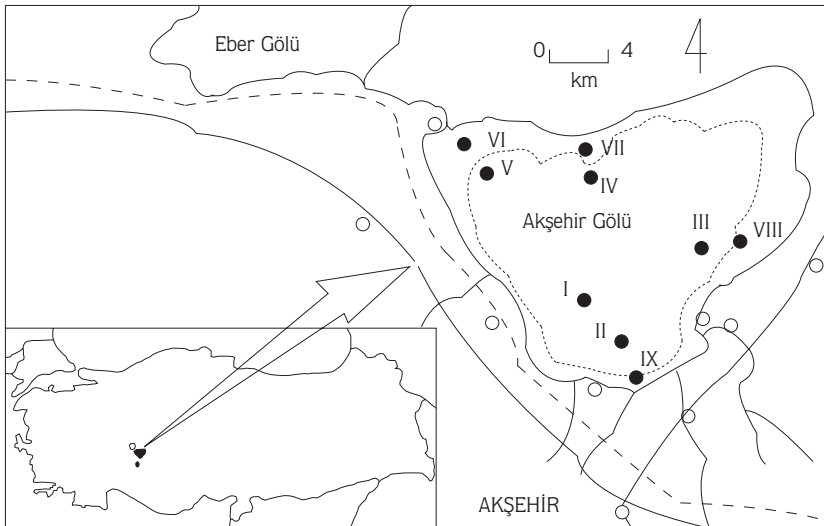 Eber Gölü
0 4
km
VI
VII
V
IV
Akşehir Gölü
III
VIII
I
II
IX
AKŞEHİR